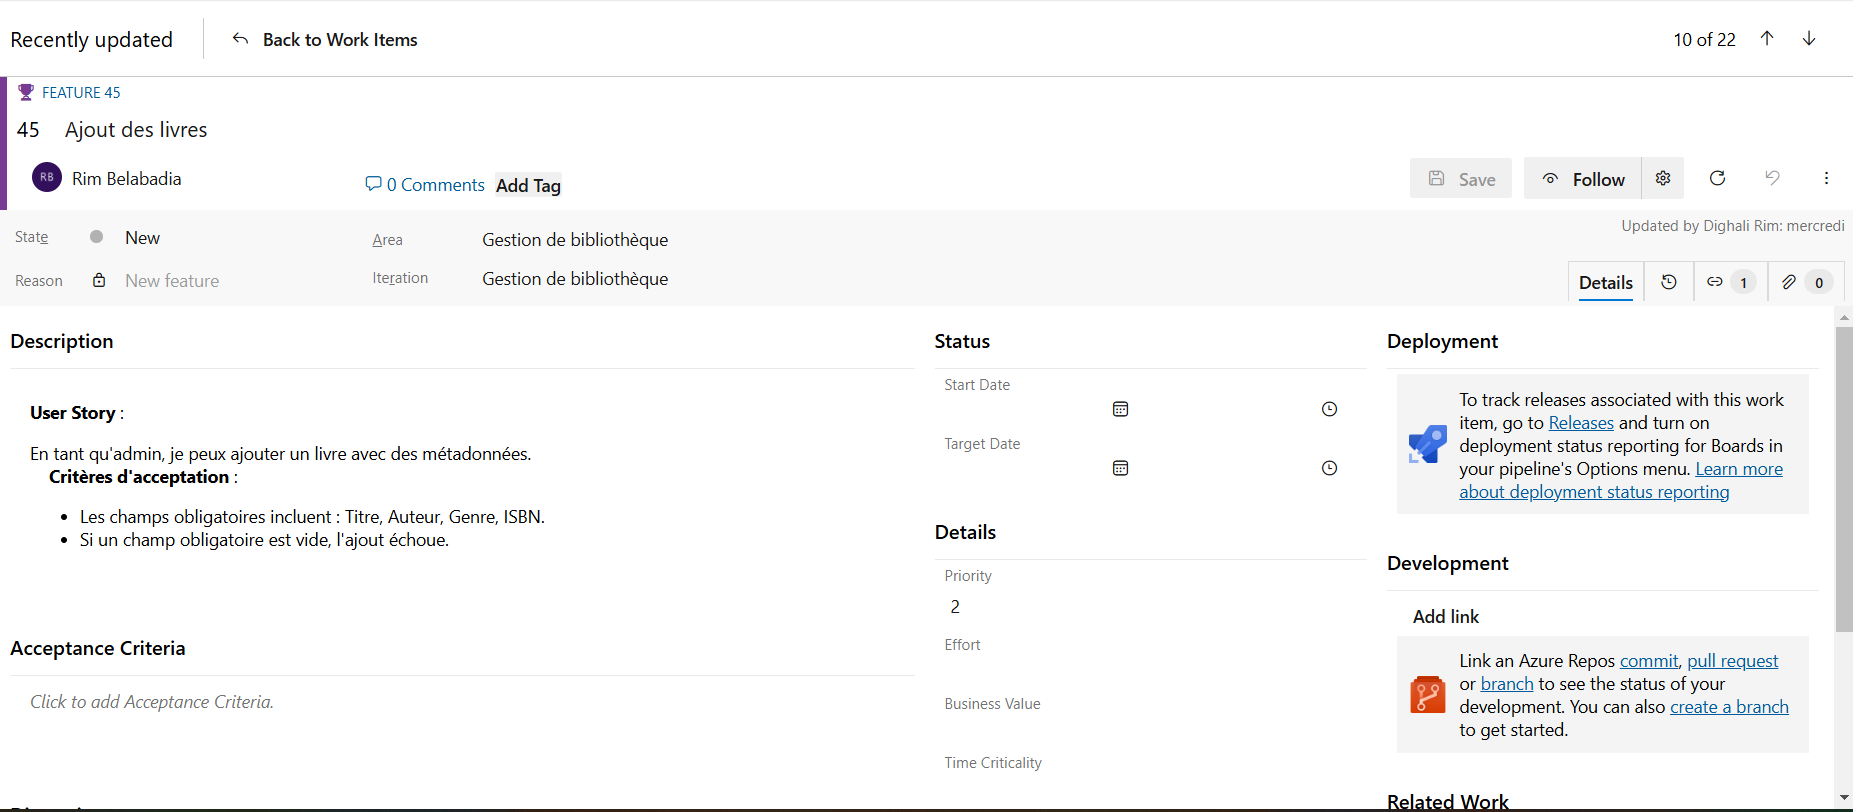 Recently updated
Back to Work Items
10 of 22
FEATURE 45
45 Ajout des livres
RB Rim Belabadia
0 Comments Add Tag
Save Follow
State New
Area Gestion de bibliothèque
Updated by Dighali Rim: mercredi
Reason New feature
Iteration Gestion de bibliothèque
Details 1 0
Description
User Story :
En tant qu'admin, je peux ajouter un livre avec des métadonnées.
Critères d'acceptation :
• Les champs obligatoires incluent : Titre, Auteur, Genre, ISBN.
• Si un champ obligatoire est vide, l'ajout échoue.
Acceptance Criteria
Click to add Acceptance Criteria.
Status
Start Date
Target Date
Details
Priority
2
Effort
Business Value
Time Criticality
Deployment
To track releases associated with this work
item, go to Releases and turn on
deployment status reporting for Boards in
your pipeline's Options menu. Learn more
about deployment status reporting
Development
Add link
Link an Azure Repos commit, pull request
or branch to see the status of your
development. You can also create a branch
to get started.
Related Work